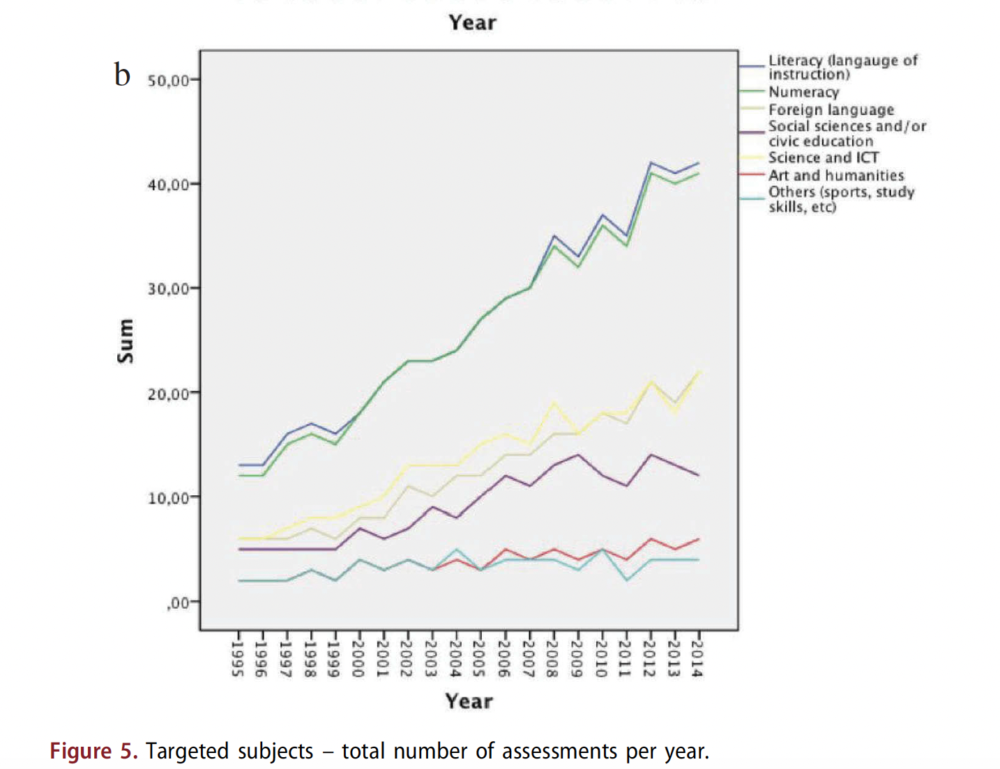 Year
b
50,00
40,00
30,00
20,00
10,00
,00
Sum
Literacy (langauge of
instruction)
Numeracy
Foreign language
Social sciences and/or
civic education
Science and ICT
Art and humanities
Others (sports, study
skills, etc)
1995
1996
1997
1998
1999
2000
2001
2002
2003
2004
2005
2006
2007
2008
2009
2010
2011
2012
2013
2014
Year
Figure 5. Targeted subjects – total number of assessments per year.